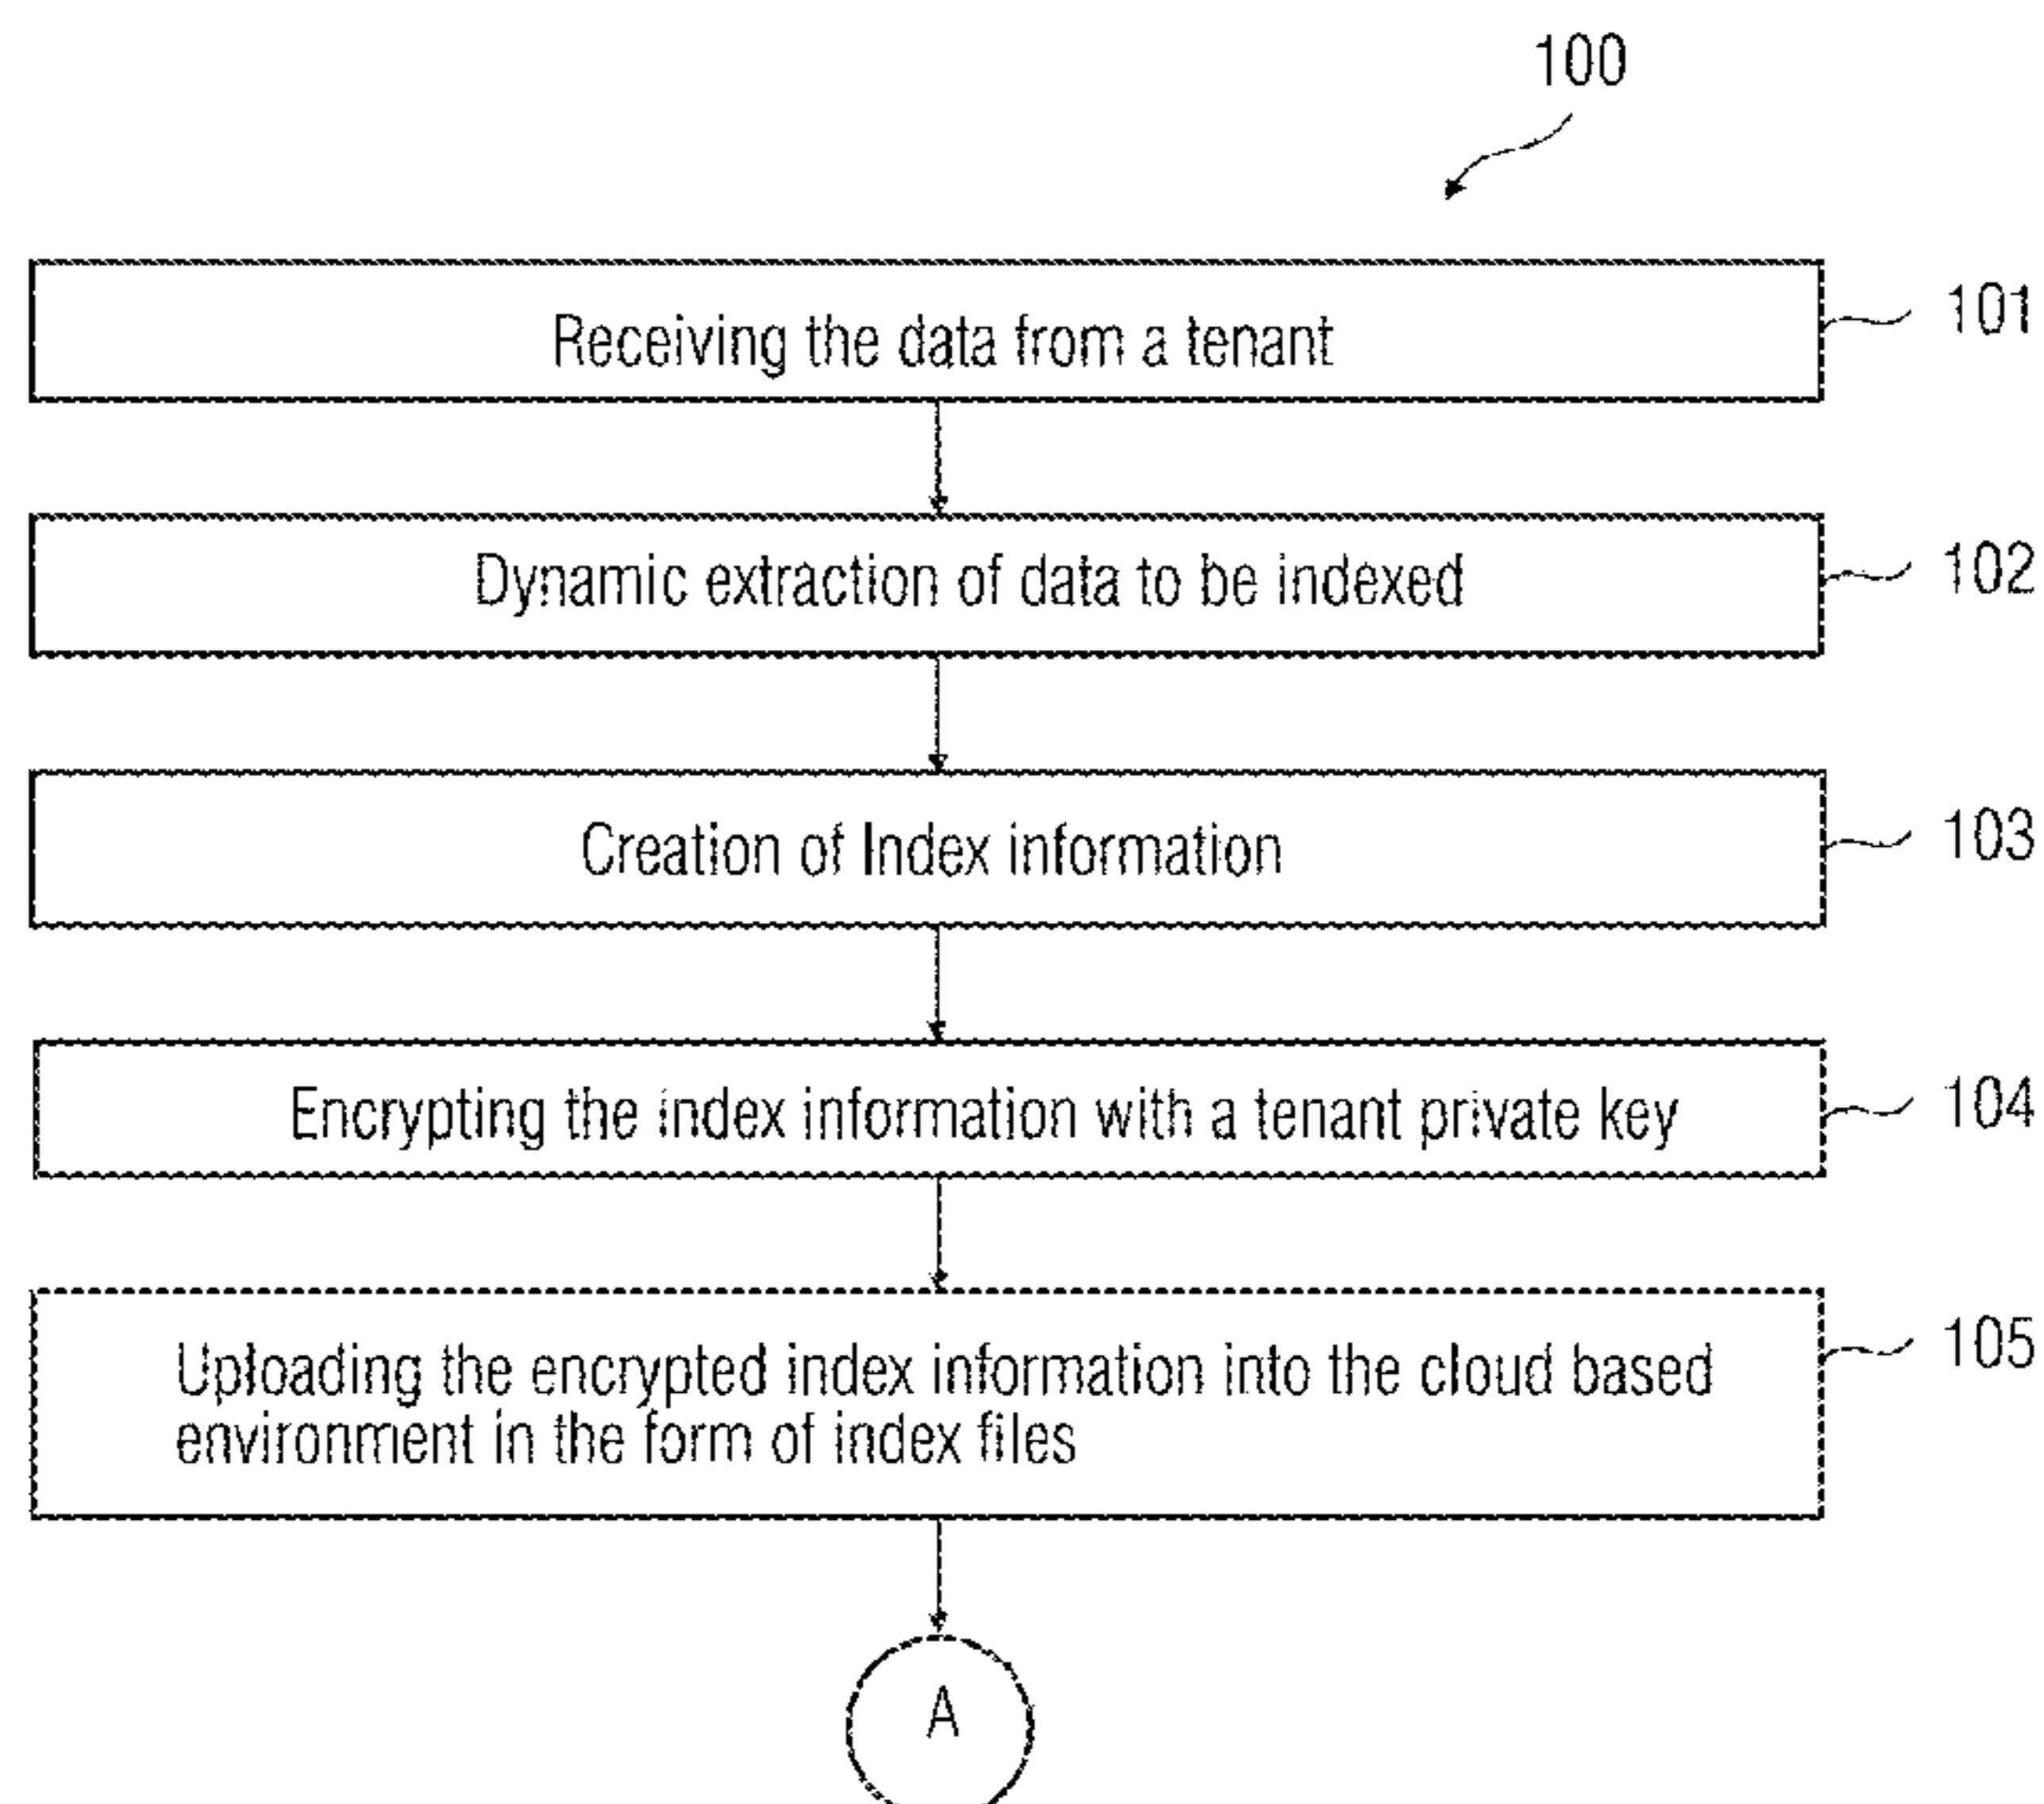 100
Receiving the data from a tenant
101
Dynamic extraction of data to be indexed
102
Creation of Index information
103
Encrypting the index information with a tenant private key
104
Uploading the encrypted index information into the cloud based
environment in the form of index files
105
A